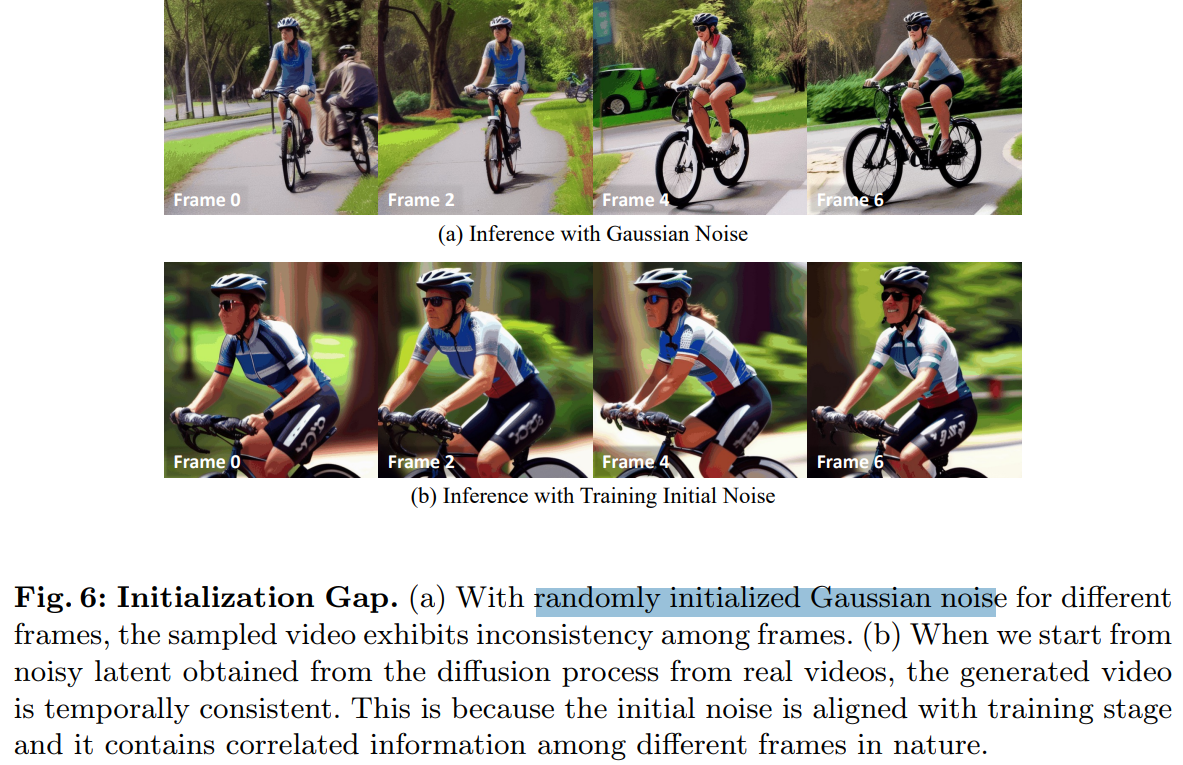 Frame 0
Frame 2
Frame 4
Frame 6
(a) Inference with Gaussian Noise
Frame 0
Frame 2
Frame 4
Frame 6
(b) Inference with Training Initial Noise
Fig. 6: Initialization Gap. (a) With randomly initialized Gaussian noise for different
frames, the sampled video exhibits inconsistency among frames. (b) When we start from
noisy latent obtained from the diffusion process from real videos, the generated video
is temporally consistent. This is because the initial noise is aligned with training stage
and it contains correlated information among different frames in nature.